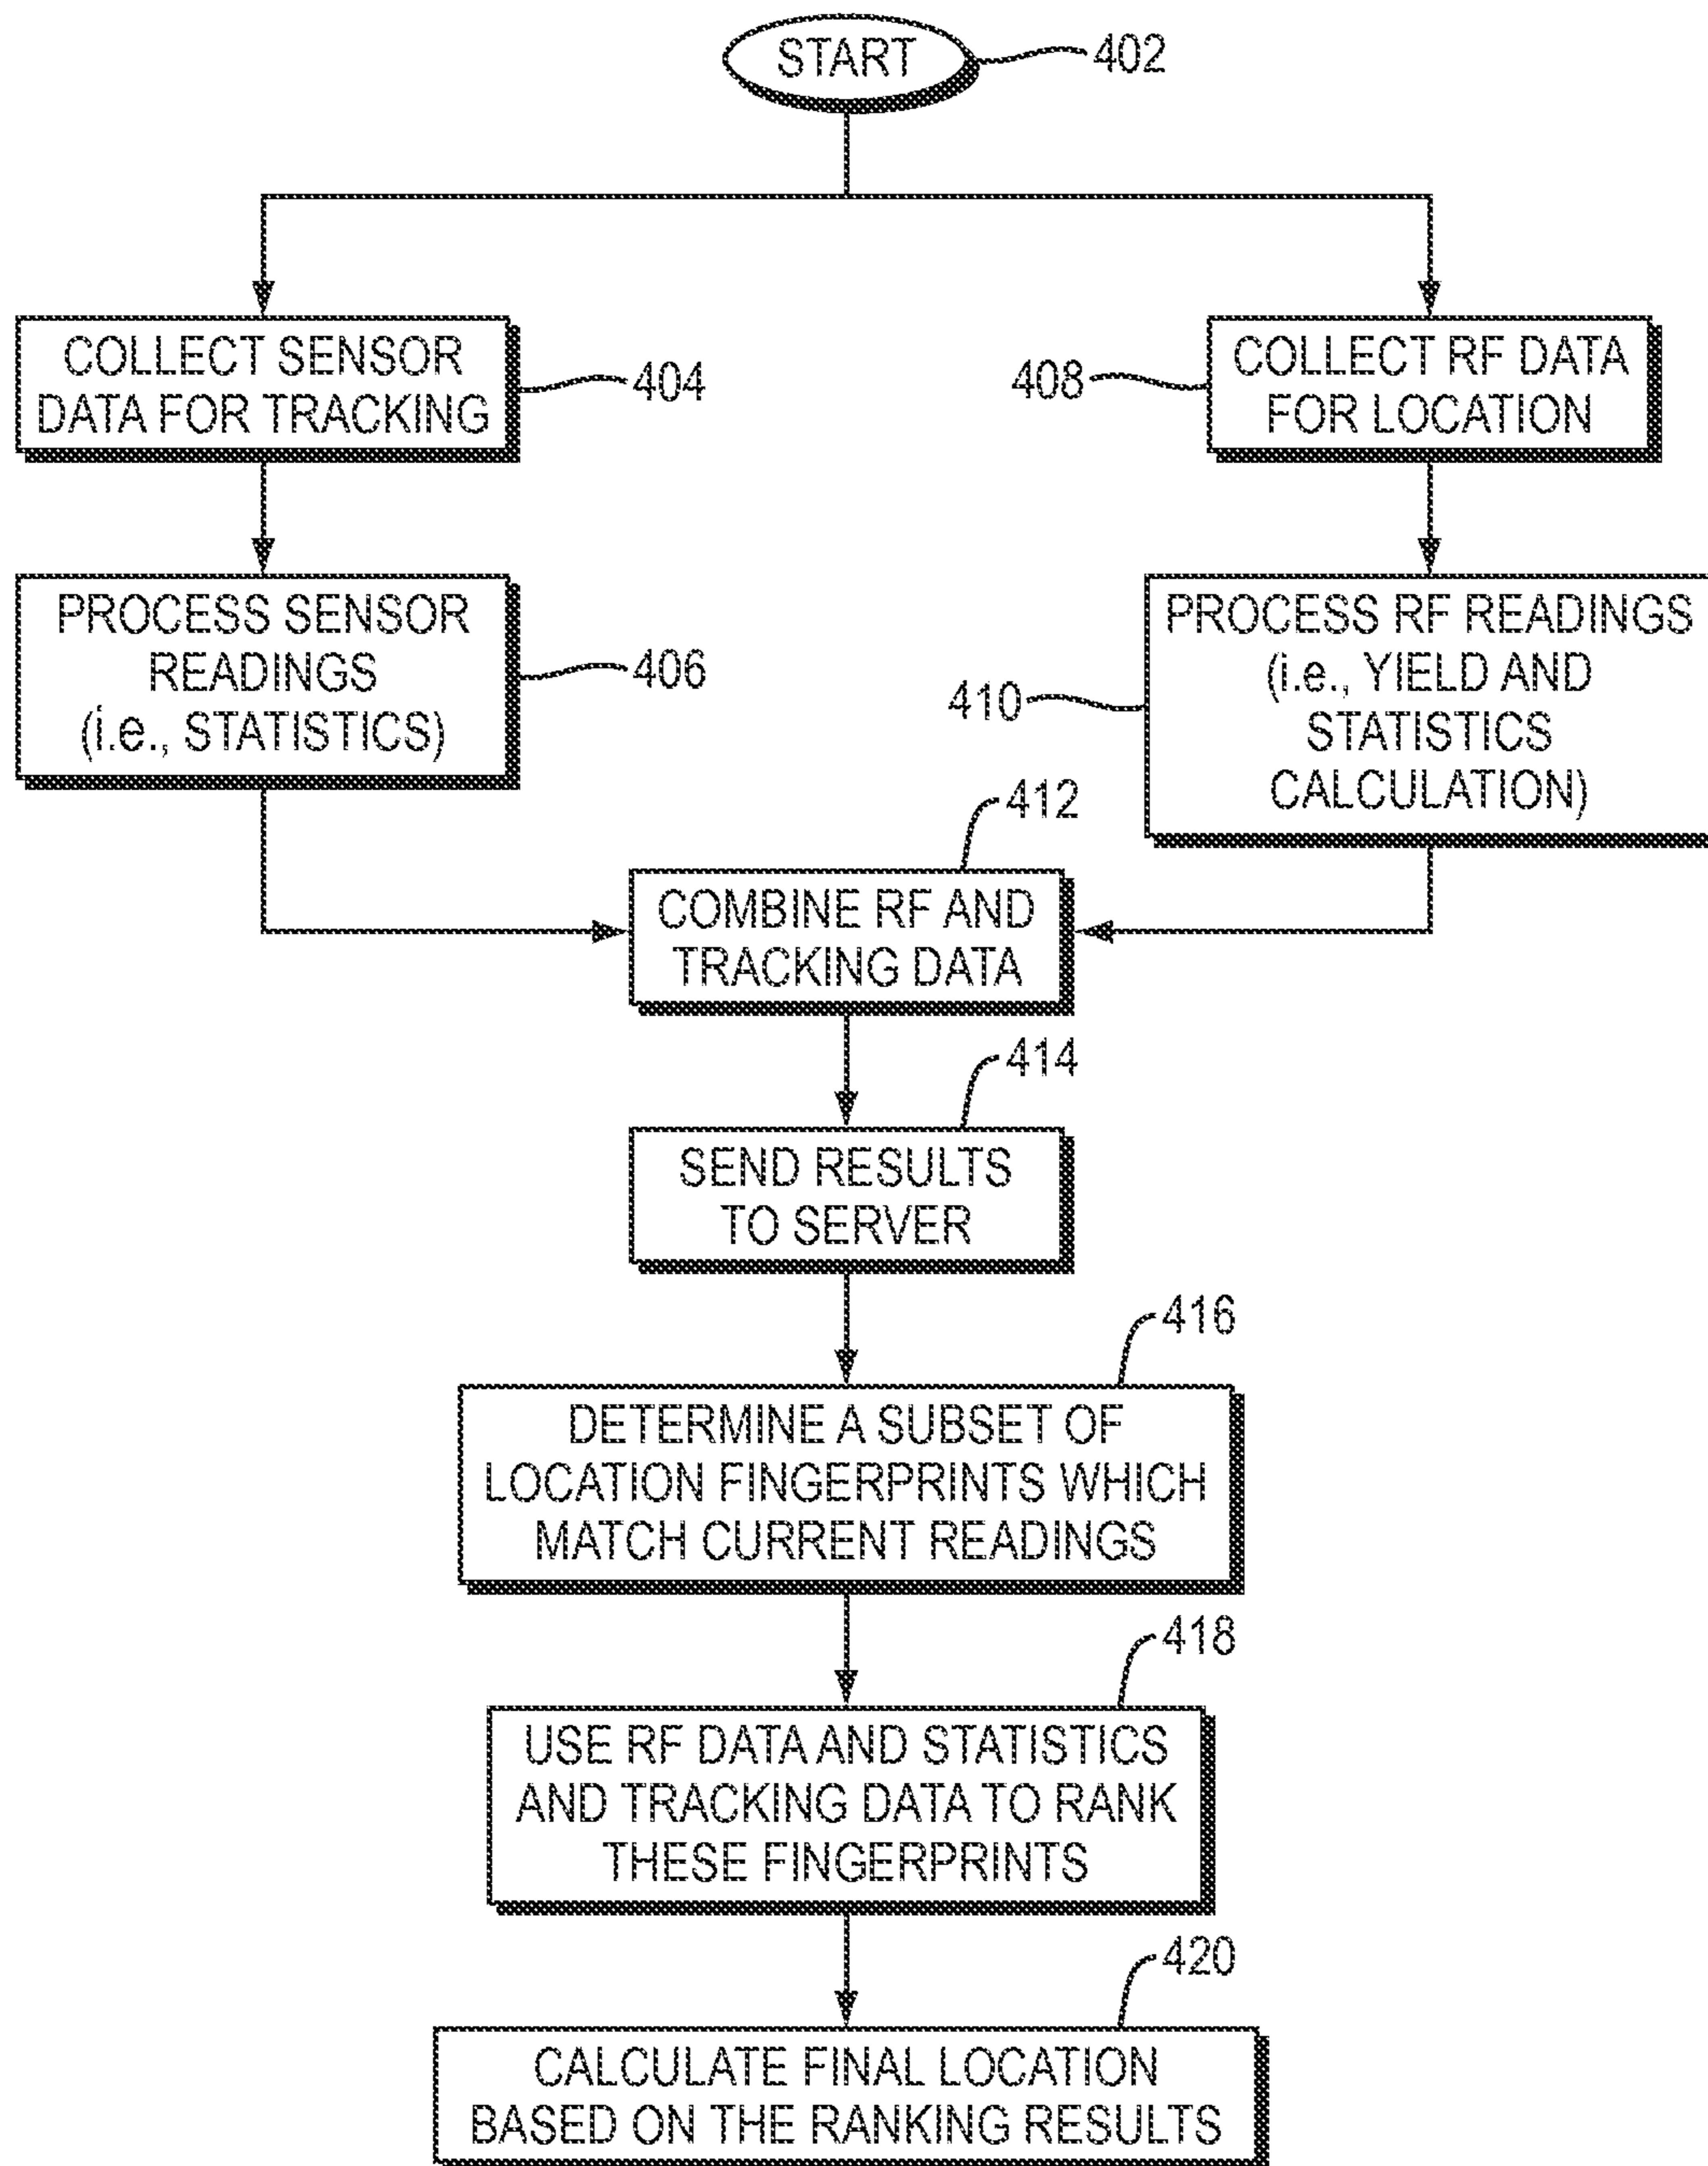 START
402
COLLECT SENSOR
DATA FOR TRACKING
404
408
COLLECT RF DATA
FOR LOCATION
PROCESS SENSOR
READINGS
(i.e., STATISTICS)
406
410
PROCESS RF READINGS
(i.e., YIELD AND
STATISTICS
CALCULATION)
412
COMBINE RF AND
TRACKING DATA
414
SEND RESULTS
TO SERVER
416
DETERMINE A SUBSET OF
LOCATION FINGERPRINTS WHICH
MATCH CURRENT READINGS
418
USE RF DATA AND STATISTICS
AND TRACKING DATA TO RANK
THESE FINGERPRINTS
420
CALCULATE FINAL LOCATION
BASED ON THE RANKING RESULTS